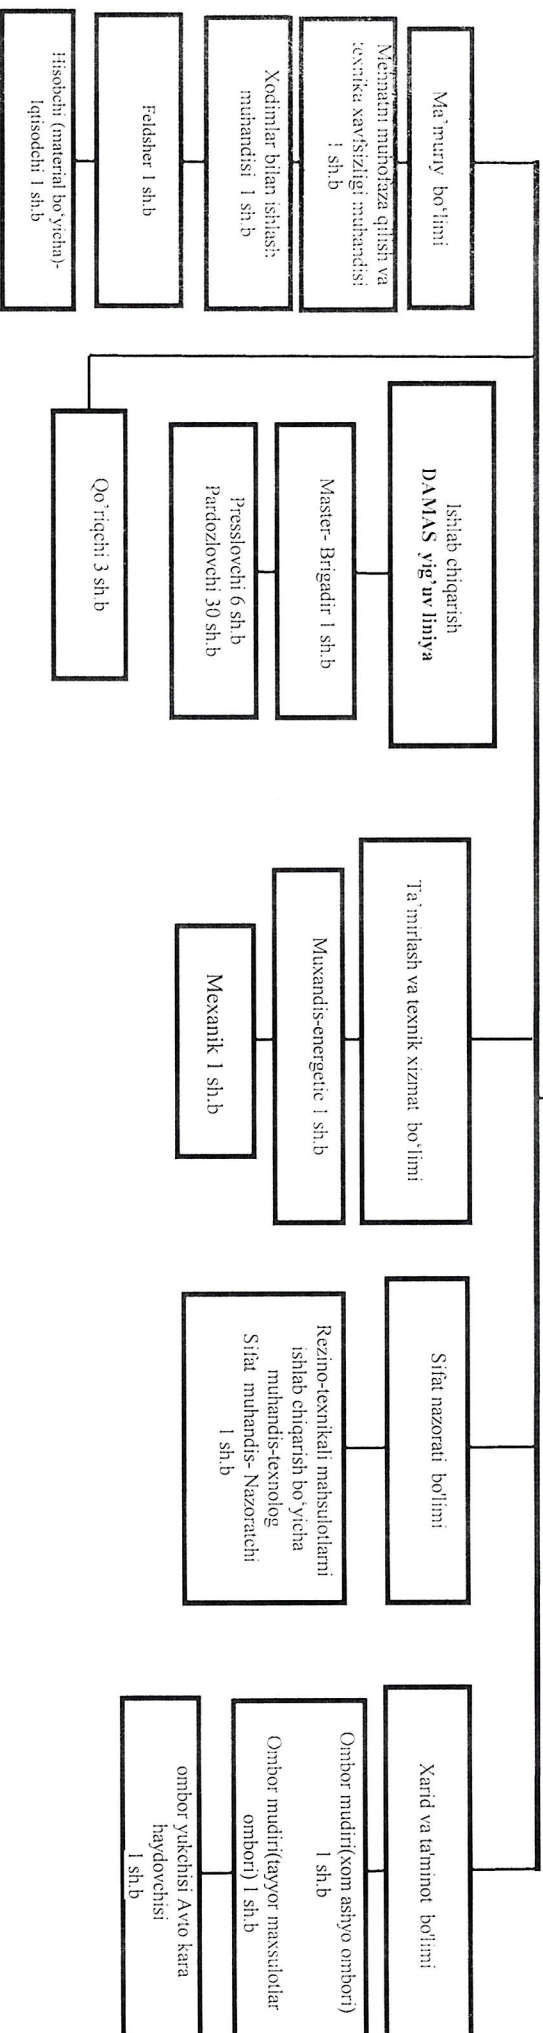 Ma’muriy bo‘limi
Mehnatni muhofaza qilish va
texnika xavfsizligi muhandisi
1 sh.b
Xodimlar bilan ishlash
muhandisi 1 sh.b
Feldsher 1 sh.b
Hisobchi (material bo‘yicha)-
Iqtisodchi 1 sh.b
Ishlab chiqarish
DAMAS yig’uv liniya
Master- Brigadir 1 sh.b
Presslovchi 6 sh.b
Pardozlovchi 30 sh.b
Qo’riqchi 3 sh.b
Ta’mirlash va texnik xizmat bo‘limi
Muxandis-energetic 1 sh.b
Mexanik 1 sh.b
Sifat nazorati bo'limi
Rezino-texnikali mahsulotlarni
ishlab chiqarish bo‘yicha
muhandis-texnolog
Sifat muhandis- Nazoratchi
1 sh.b
Xarid va ta'minot bo'limi
Ombor mudiri(xom ashyo ombori)
1 sh.b
Ombor mudiri(tayyor maxsulotlar
ombori) 1 sh.b
ombor yukchisi Avto kara
haydovchisi
1 sh.b